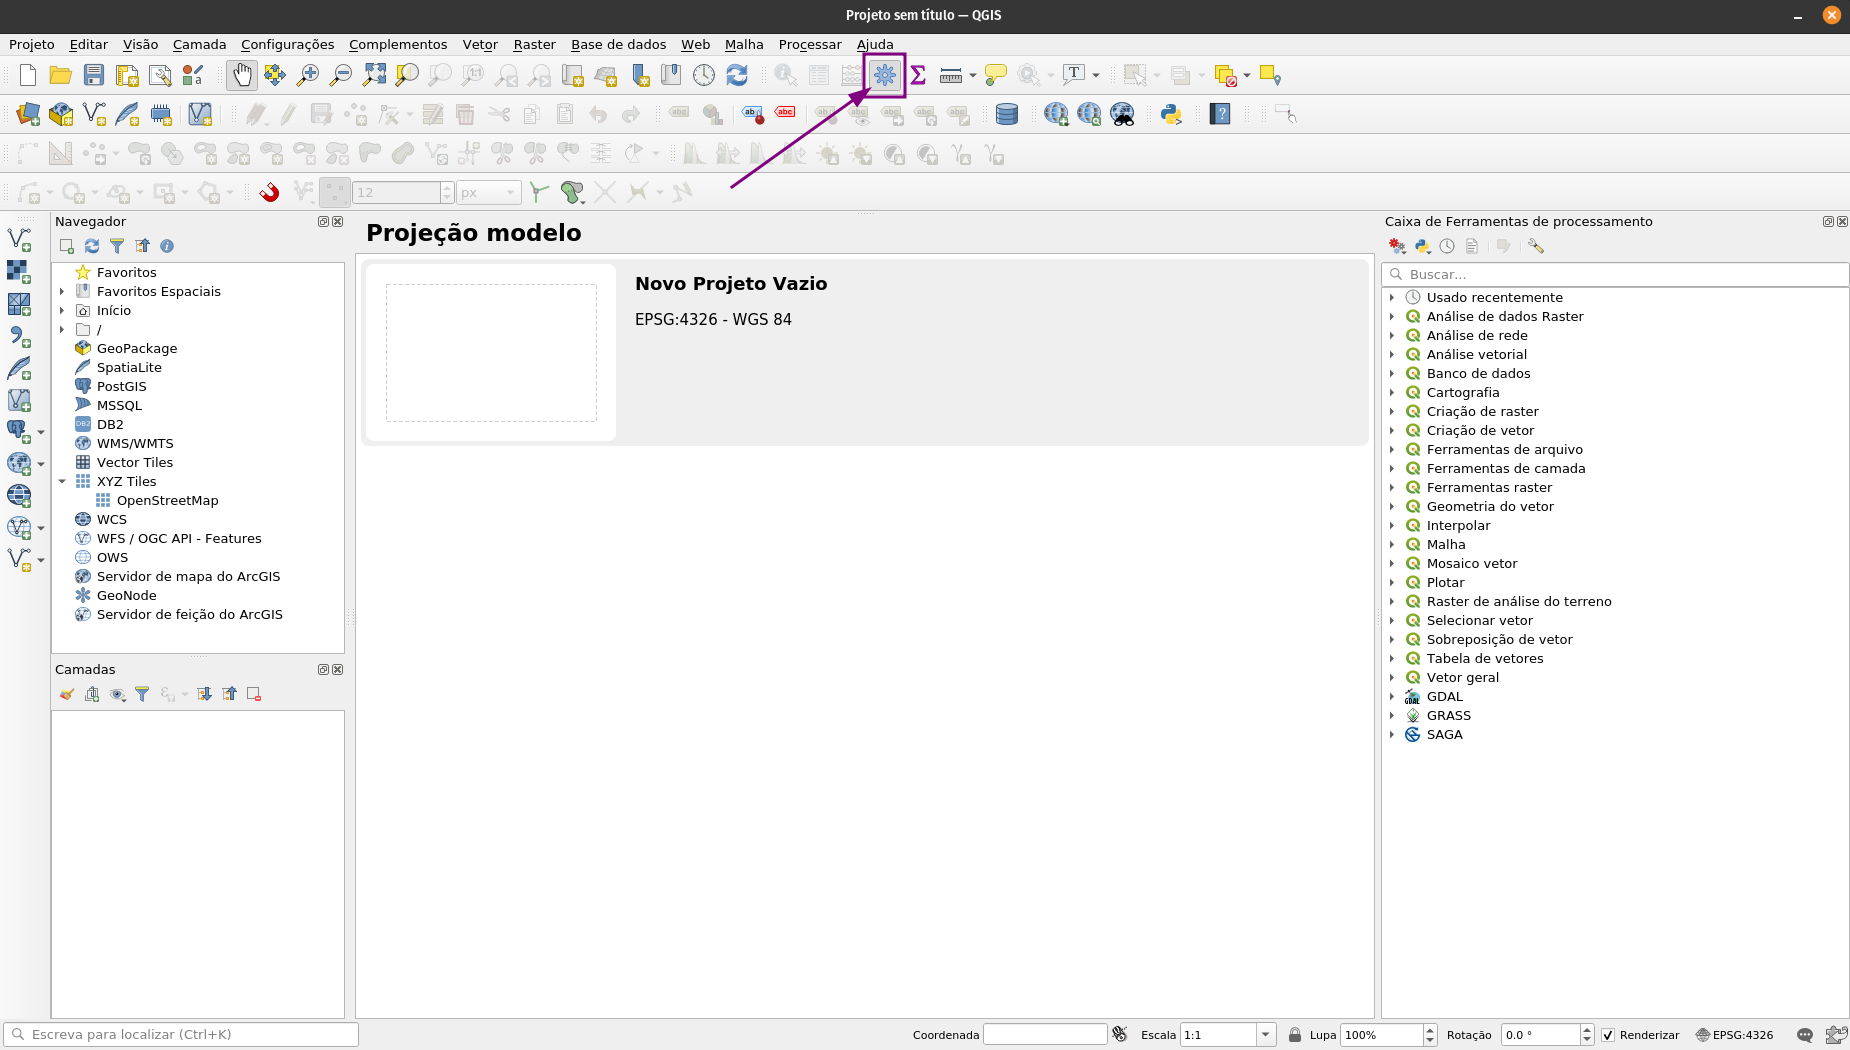 Projeto sem título — QGIS
Projeto Editar Visão Camada Configurações Complementos Vetor Raster Base de dados Web Malha Processar Ajuda
12 px
Navegador
Favoritos
Favoritos Espaciais
Início
/
GeoPackage
SpatiaLite
PostGIS
MSSQL
DB2
WMS/WMTS
Vector Tiles
XYZ Tiles
OpenStreetMap
WCS
WFS / OGC API - Features
OWS
Servidor de mapa do ArcGIS
GeoNode
Servidor de feição do ArcGIS
Camadas
Projeção modelo
Novo Projeto Vazio
EPSG:4326 - WGS 84
Caixa de Ferramentas de processamento
Buscar...
Usado recentemente
Análise de dados Raster
Análise de rede
Análise vetorial
Banco de dados
Cartografia
Criação de raster
Criação de vetor
Ferramentas de arquivo
Ferramentas de camada
Ferramentas raster
Geometria do vetor
Interpolar
Malha
Mosaico vetor
Plotar
Raster de análise do terreno
Selecionar vetor
Sobreposição de vetor
Tabela de vetores
Vetor geral
GDAL
GRASS
SAGA
Escreva para localizar (Ctrl+K) Coordenada Escala 1:1 Lupa 100% Rotação 0.0 ° Renderizar EPSG:4326